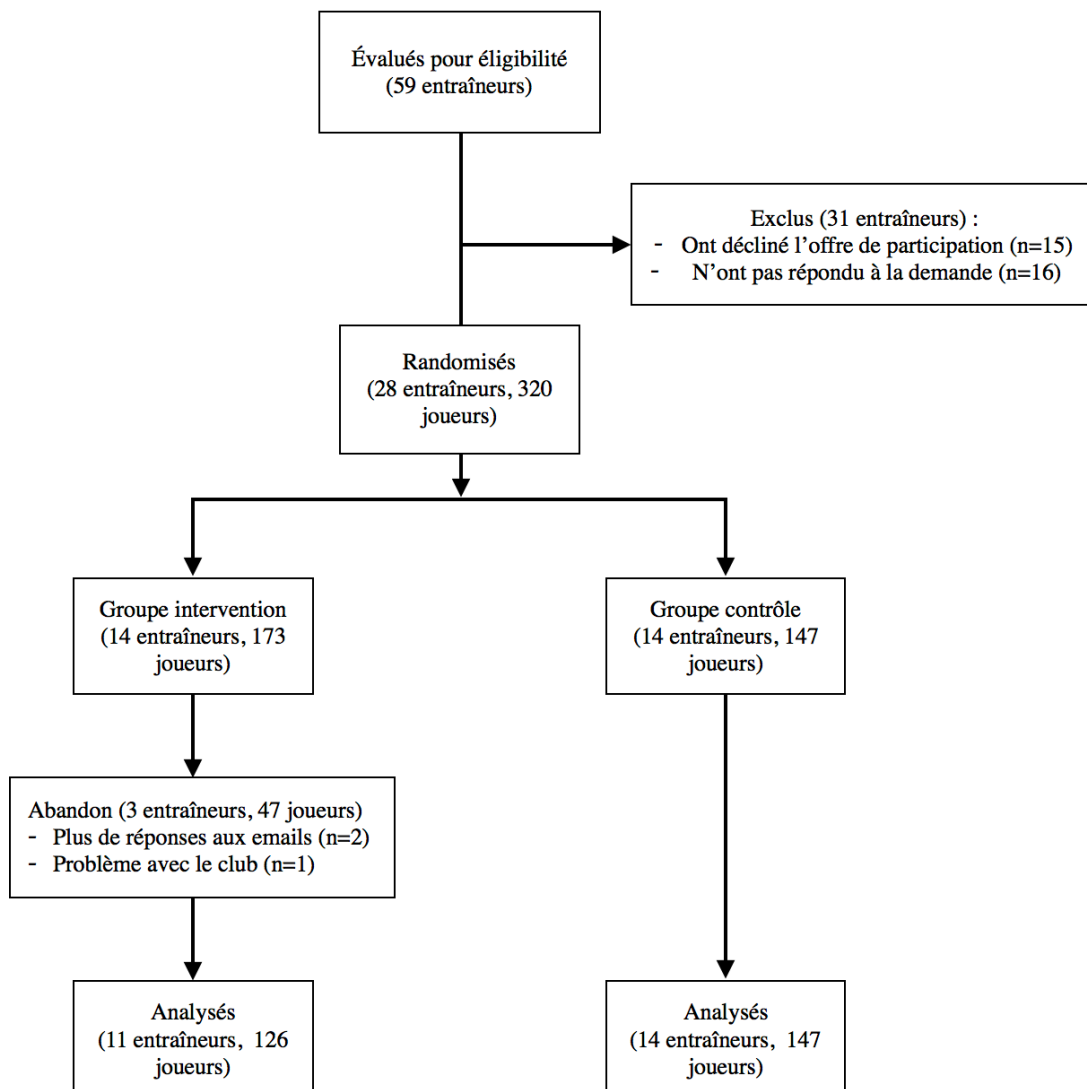 Évalués pour éligibilité
(59 entraîneurs)
Exclus (31 entraîneurs) :
- Ont décliné l’offre de participation (n=15)
- N’ont pas répondu à la demande (n=16)
Randomisés
(28 entraîneurs, 320
joueurs)
Groupe intervention
(14 entraîneurs, 173
joueurs)
Groupe contrôle
(14 entraîneurs, 147
joueurs)
Abandon (3 entraîneurs, 47 joueurs)
- Plus de réponses aux emails (n=2)
- Problème avec le club (n=1)
Analysés
(11 entraîneurs, 126
joueurs)
Analysés
(14 entraîneurs, 147
joueurs)